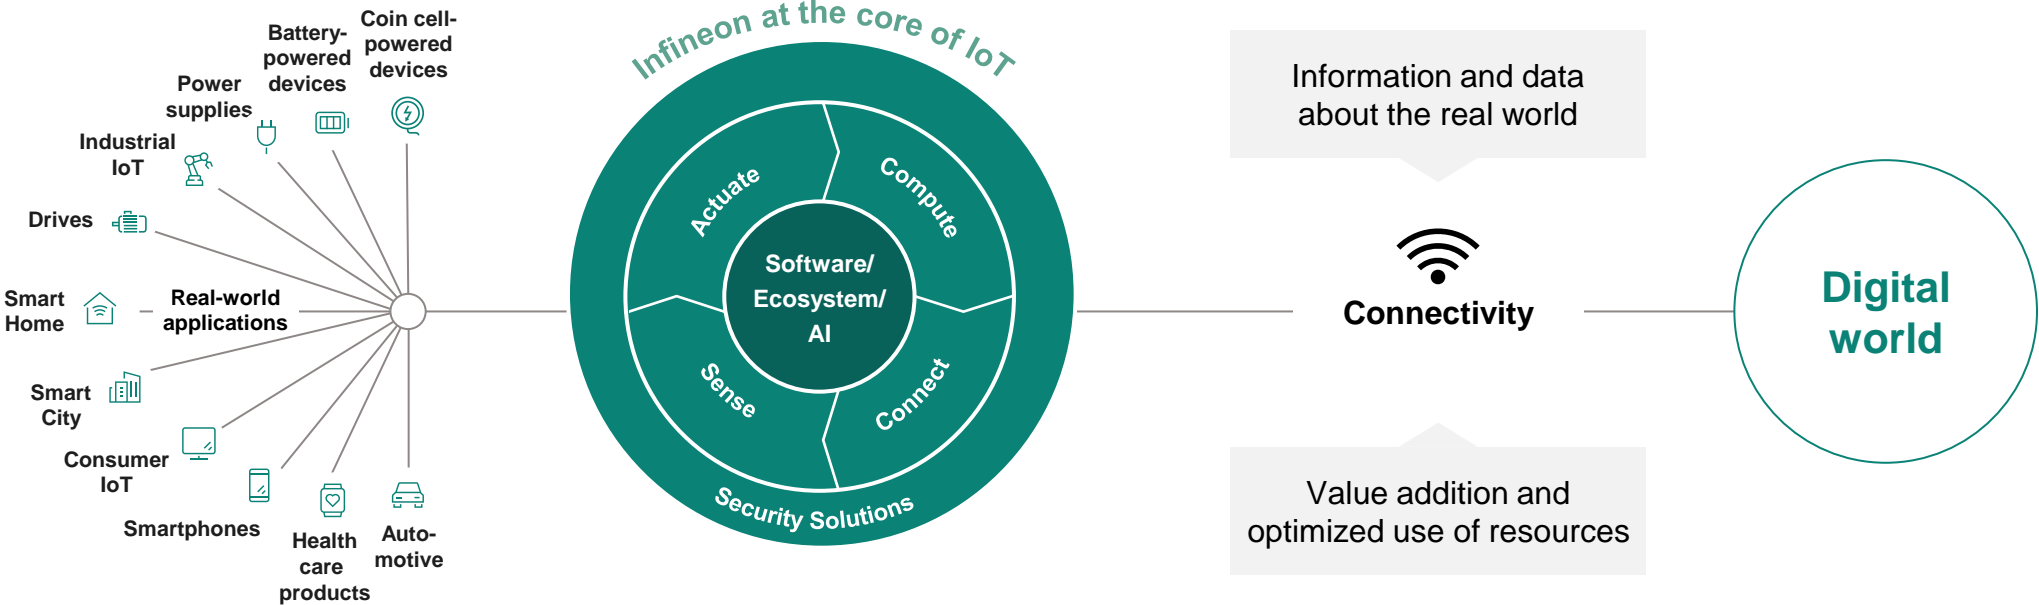 Coin cell-
powered
devices
Battery-
powered
devices
Power
supplies
Industrial
IoT
Drives
Smart
Home
Real-world
applications
Smart
City
Consumer
IoT
Smartphones
Health
care
products
Auto-
motive
Infineon at the core of IoT
Actuate
Compute
Software/
Ecosystem/
AI
Sense
Connect
Security Solutions
Information and data
about the real world
Connectivity
Value addition and
optimized use of resources
Digital
world